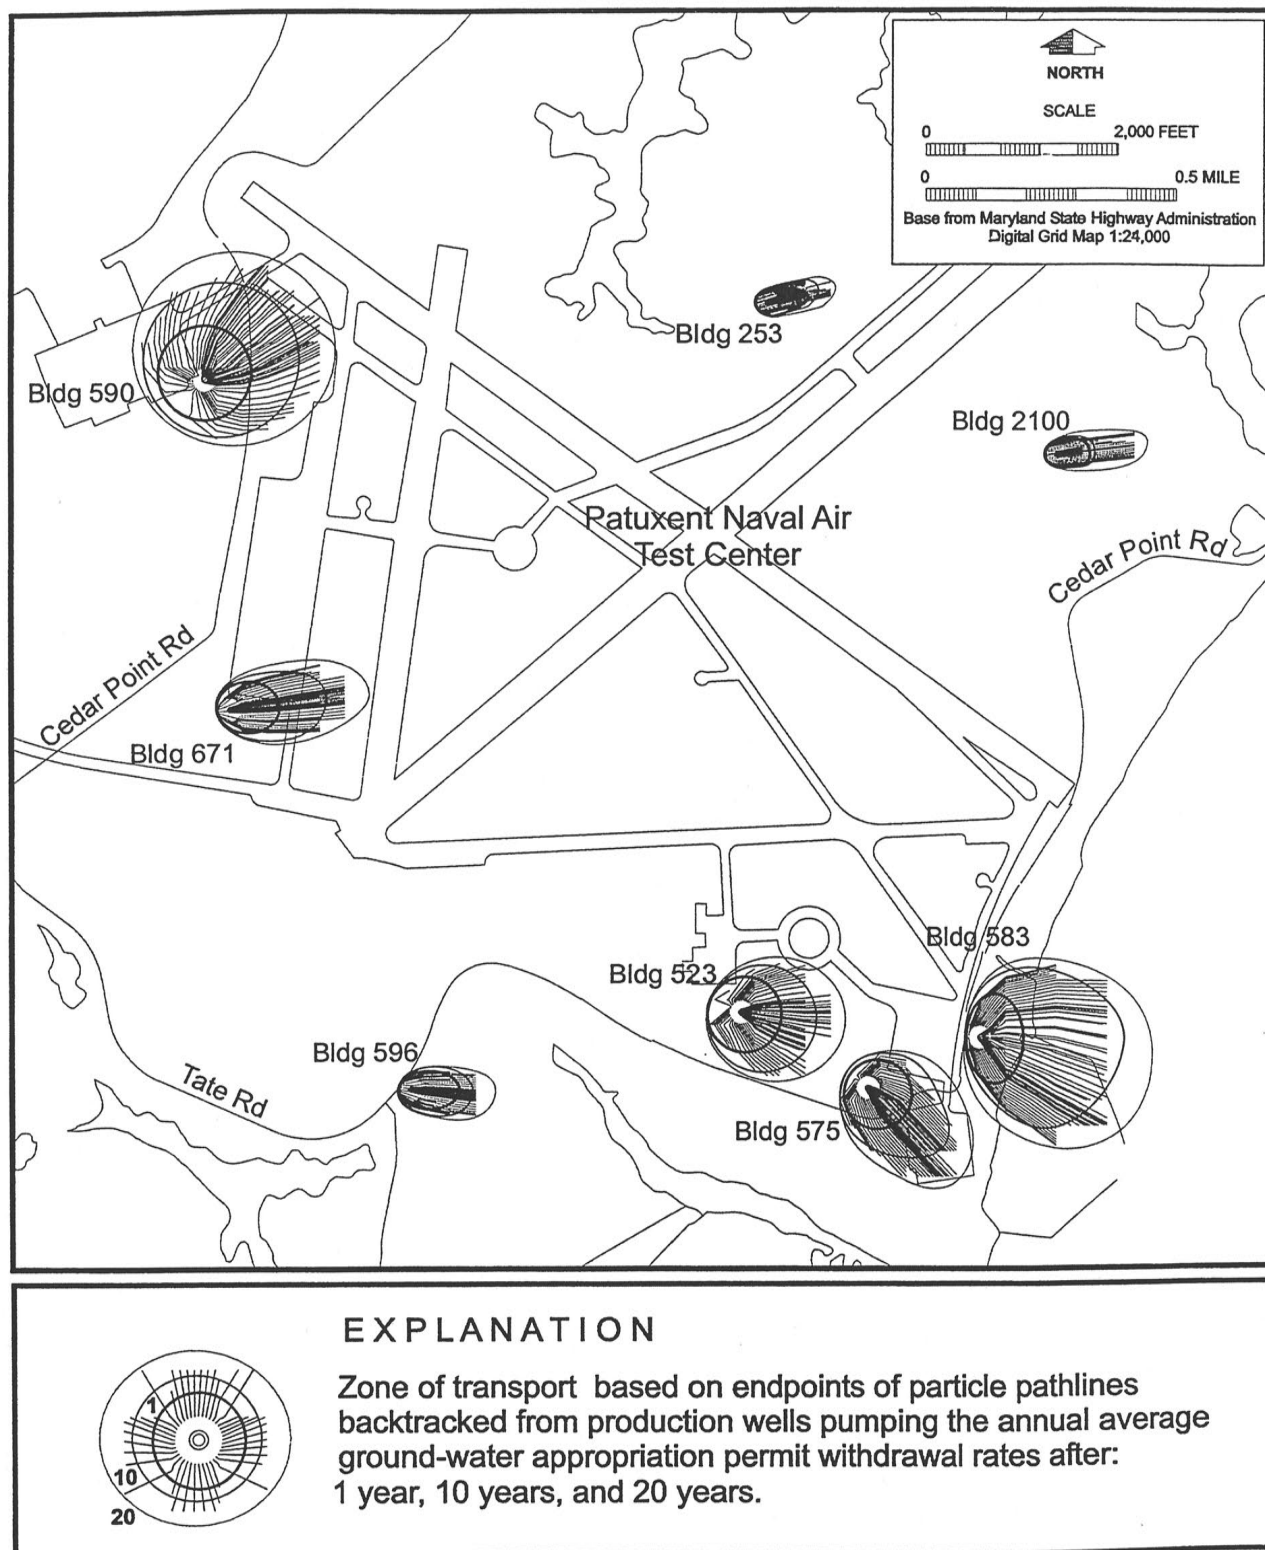 NORTH
SCALE
0 2,000 FEET
0 0.5 MILE
Base from Maryland State Highway Administration
Digital Grid Map 1:24,000
Bldg 253
Bldg 590
Bldg 2100
Patuxent Naval Air
Test Center
Cedar Point Rd
Cedar Point Rd
Bldg 671
Bldg 583
Bldg 523
Bldg 596
Tate Rd
Bldg 575
EXPLANATION
1
10
20
Zone of transport based on endpoints of particle pathlines
backtracked from production wells pumping the annual average
ground-water appropriation permit withdrawal rates after:
1 year, 10 years, and 20 years.